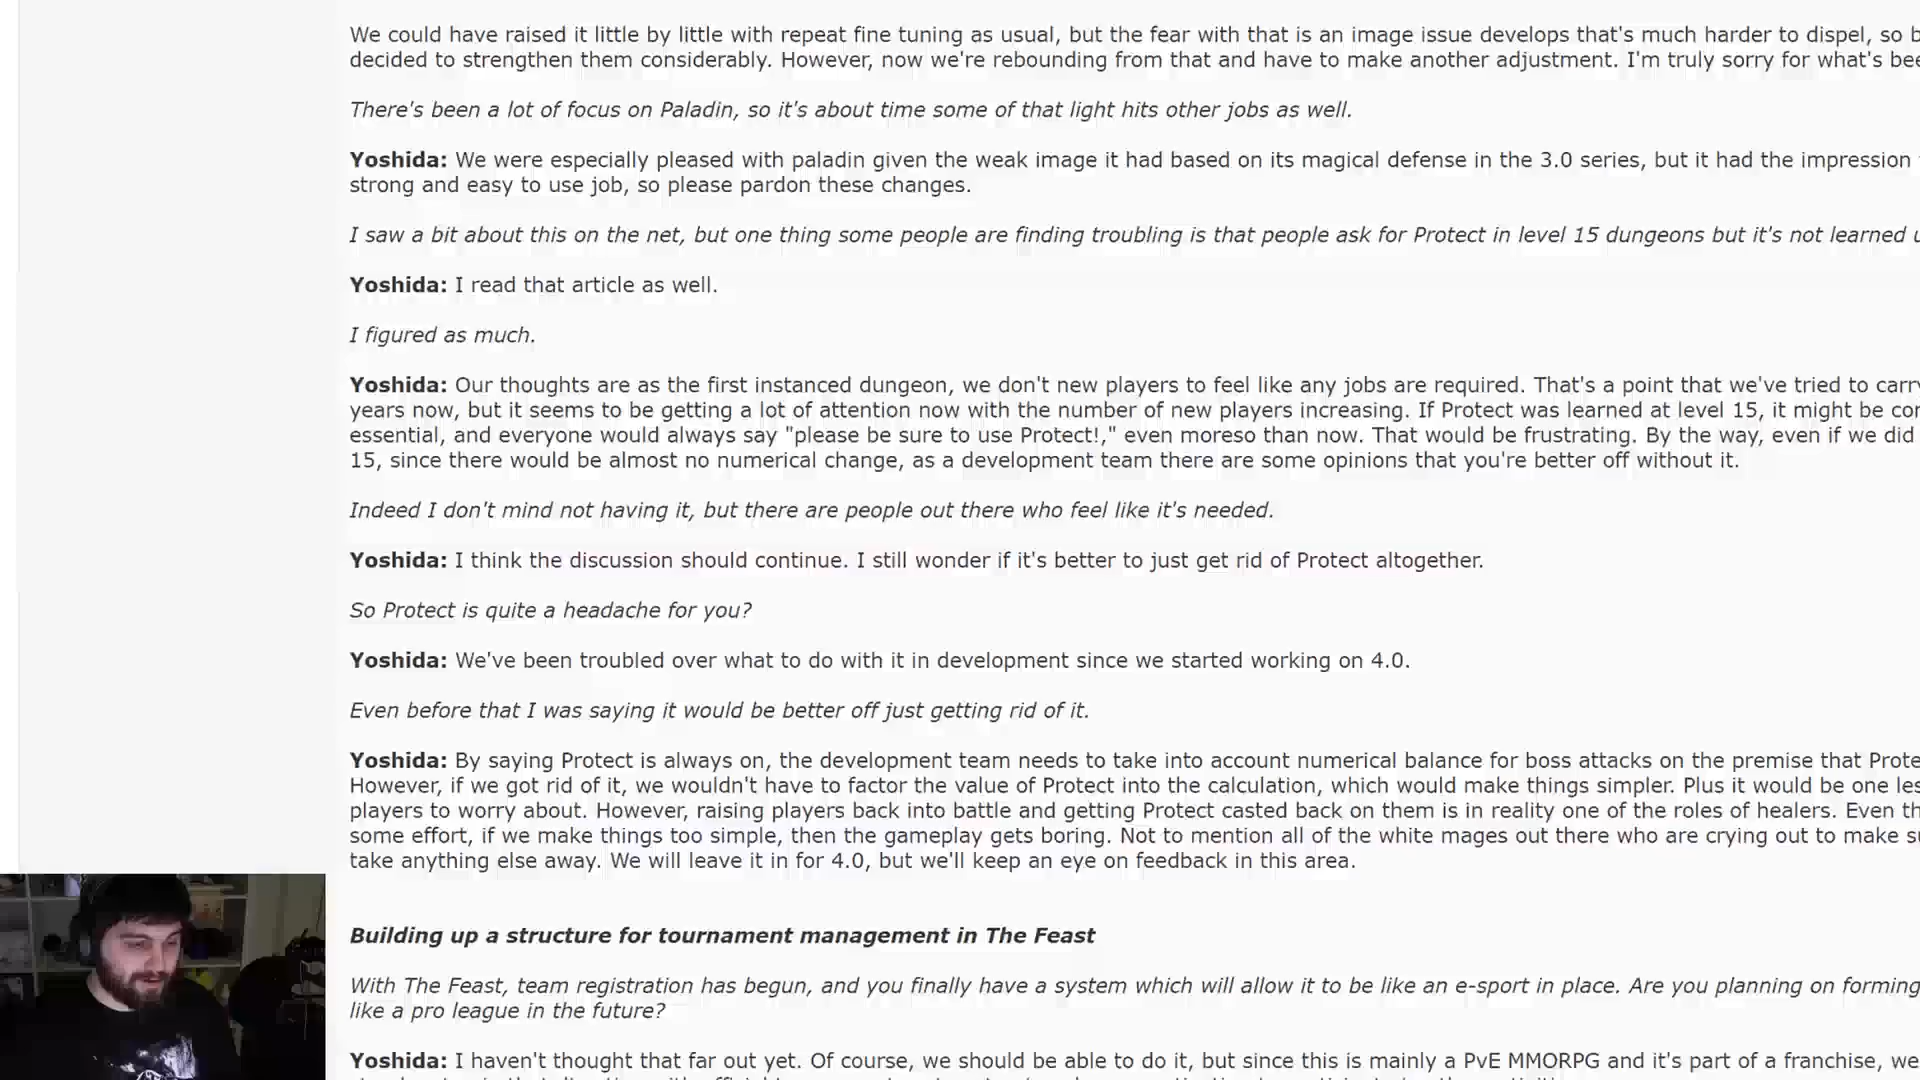 We could have raised it little by little with repeat fine tuning as usual, but the fear with that is an image issue develops that's much harder to dispel, so b
decided to strengthen them considerably. However, now we're rebounding from that and have to make another adjustment. I'm truly sorry for what's bee
There's been a lot of focus on Paladin, so it's about time some of that light hits other jobs as well.
Yoshida: We were especially pleased with paladin given the weak image it had based on its magical defense in the 3.0 series, but it had the impression
strong and easy to use job, so please pardon these changes.
I saw a bit about this on the net, but one thing some people are finding troubling is that people ask for Protect in level 15 dungeons but it's not learned u
Yoshida: I read that article as well.
I figured as much.
Yoshida: Our thoughts are as the first instanced dungeon, we don't new players to feel like any jobs are required. That's a point that we've tried to carry
years now, but it seems to be getting a lot of attention now with the number of new players increasing. If Protect was learned at level 15, it might be con
essential, and everyone would always say "please be sure to use Protect!," even moreso than now. That would be frustrating. By the way, even if we did
15, since there would be almost no numerical change, as a development team there are some opinions that you're better off without it.
Indeed I don't mind not having it, but there are people out there who feel like it's needed.
Yoshida: I think the discussion should continue. I still wonder if it's better to just get rid of Protect altogether.
So Protect is quite a headache for you?
Yoshida: We've been troubled over what to do with it in development since we started working on 4.0.
Even before that I was saying it would be better off just getting rid of it.
Yoshida: By saying Protect is always on, the development team needs to take into account numerical balance for boss attacks on the premise that Prote
However, if we got rid of it, we wouldn't have to factor the value of Protect into the calculation, which would make things simpler. Plus it would be one les
players to worry about. However, raising players back into battle and getting Protect casted back on them is in reality one of the roles of healers. Even th
some effort, if we make things too simple, then the gameplay gets boring. Not to mention all of the white mages out there who are crying out to make su
take anything else away. We will leave it in for 4.0, but we'll keep an eye on feedback in this area.
Building up a structure for tournament management in The Feast
With The Feast, team registration has begun, and you finally have a system which will allow it to be like an e-sport in place. Are you planning on forming
like a pro league in the future?
Yoshida: I haven't thought that far out yet. Of course, we should be able to do it, but since this is mainly a PvE MMORPG and it's part of a franchise, we